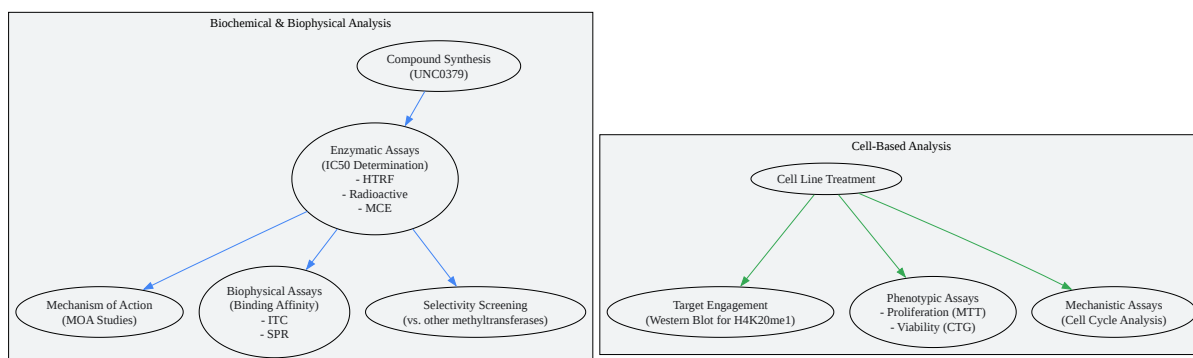 Biochemical & Biophysical Analysis
Compound Synthesis
(UNC0379)
Enzymatic Assays
(IC50 Determination)
- HTRF
- Radioactive
- MCE
Mechanism of Action
(MOA Studies)
Biophysical Assays
(Binding Affinity)
- ITC
- SPR
Selectivity Screening
(vs. other methyltransferases)
Cell-Based Analysis
Cell Line Treatment
Target Engagement
(Western Blot for H4K20me1)
Phenotypic Assays
- Proliferation (MTT)
- Viability (CTG)
Mechanistic Assays
(Cell Cycle Analysis)